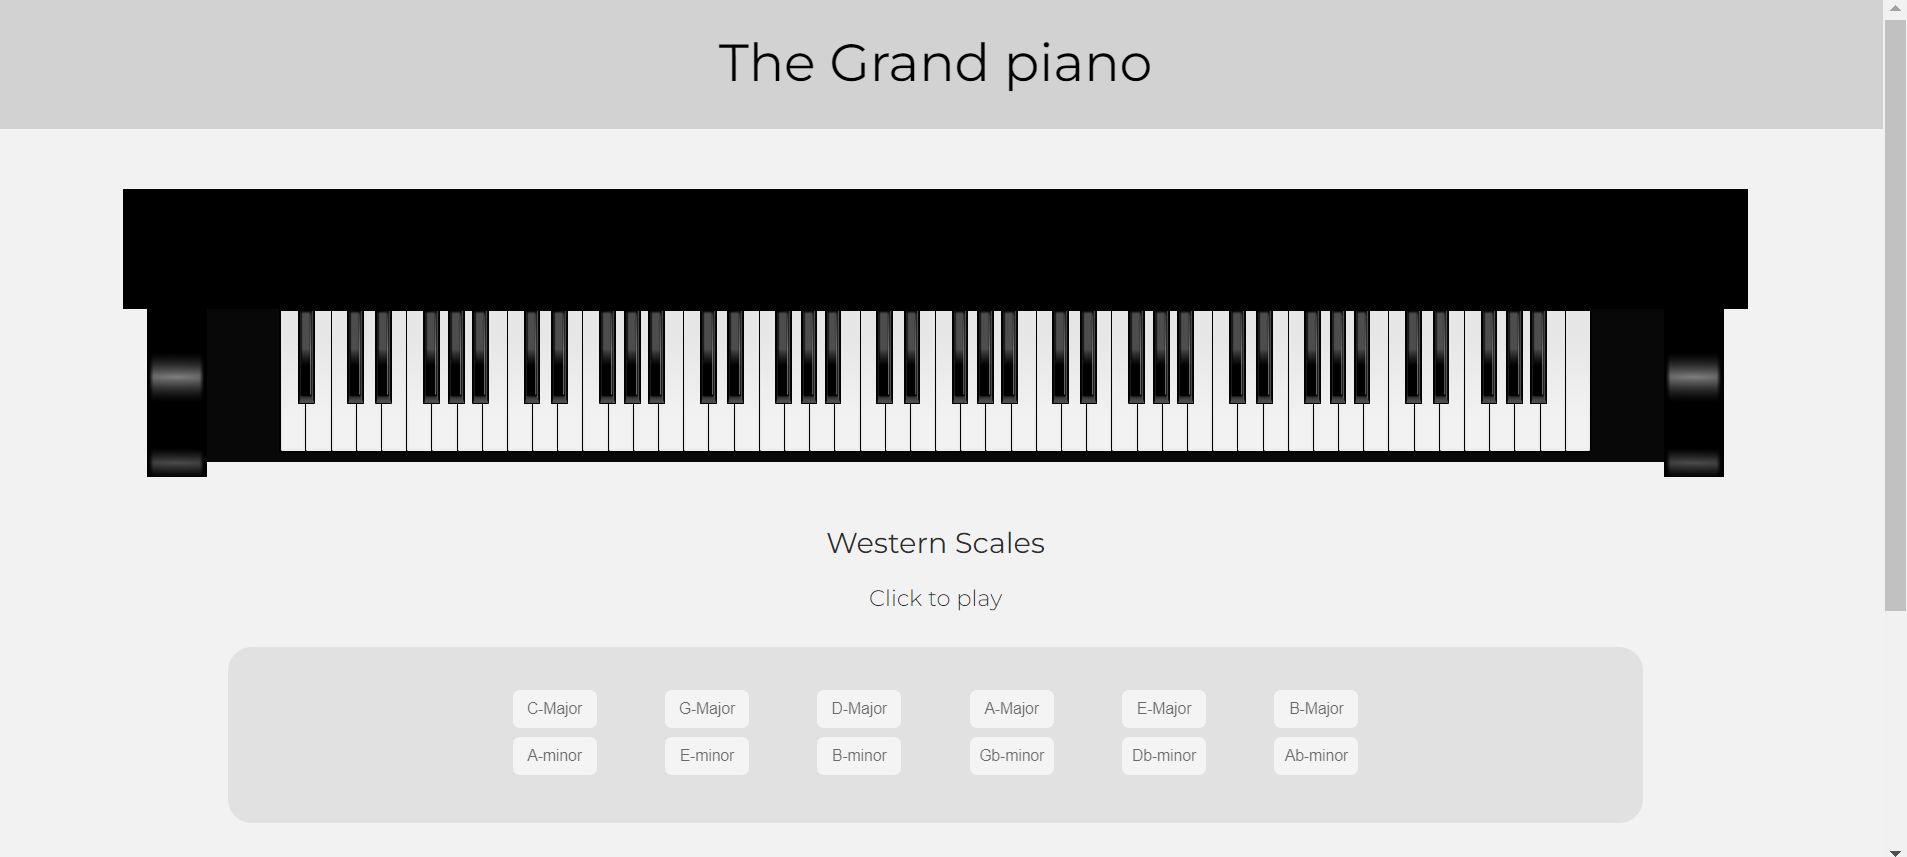 The Grand piano
Western Scales
Click to play
C-Major G-Major D-Major A-Major E-Major B-Major
A-minor E-minor B-minor Gb-minor Db-minor Ab-minor